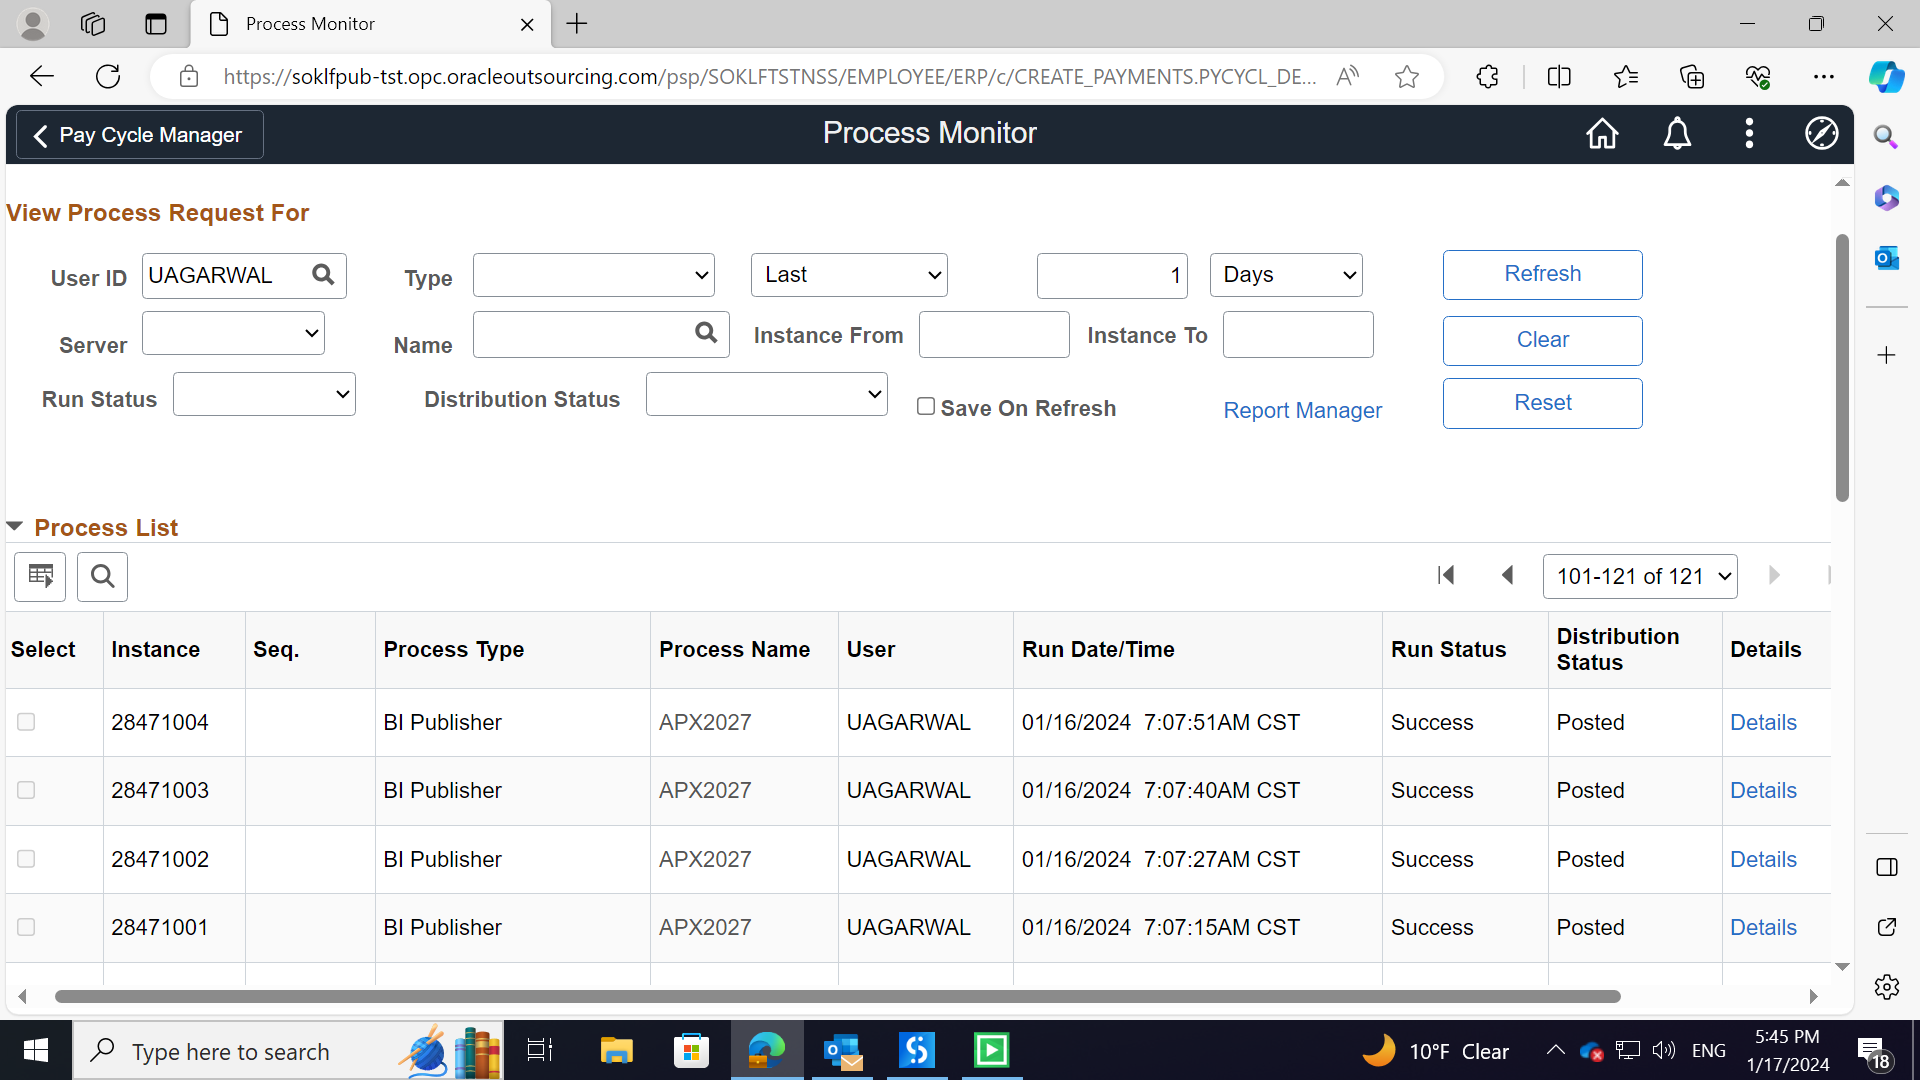 Process Monitor
https://soklfpub-tst.opc.oracleoutsourcing.com/psp/SOKLFTSTNSS/EMPLOYEE/ERP/c/CREATE_PAYMENTS.PYCYCL_DE...
Pay Cycle Manager
Process Monitor
View Process Request For
User ID UAGARWAL Type Last 1 Days Refresh
Server Name Instance From Instance To Clear
Run Status Distribution Status Save On Refresh Report Manager Reset
Process List
101-121 of 121
Select Instance Seq. Process Type Process Name User Run Date/Time Run Status Distribution Status Details
28471004 BI Publisher APX2027 UAGARWAL 01/16/2024 7:07:51AM CST Success Posted Details
28471003 BI Publisher APX2027 UAGARWAL 01/16/2024 7:07:40AM CST Success Posted Details
28471002 BI Publisher APX2027 UAGARWAL 01/16/2024 7:07:27AM CST Success Posted Details
28471001 BI Publisher APX2027 UAGARWAL 01/16/2024 7:07:15AM CST Success Posted Details
Type here to search
10°F Clear
ENG
5:45 PM
1/17/2024
18